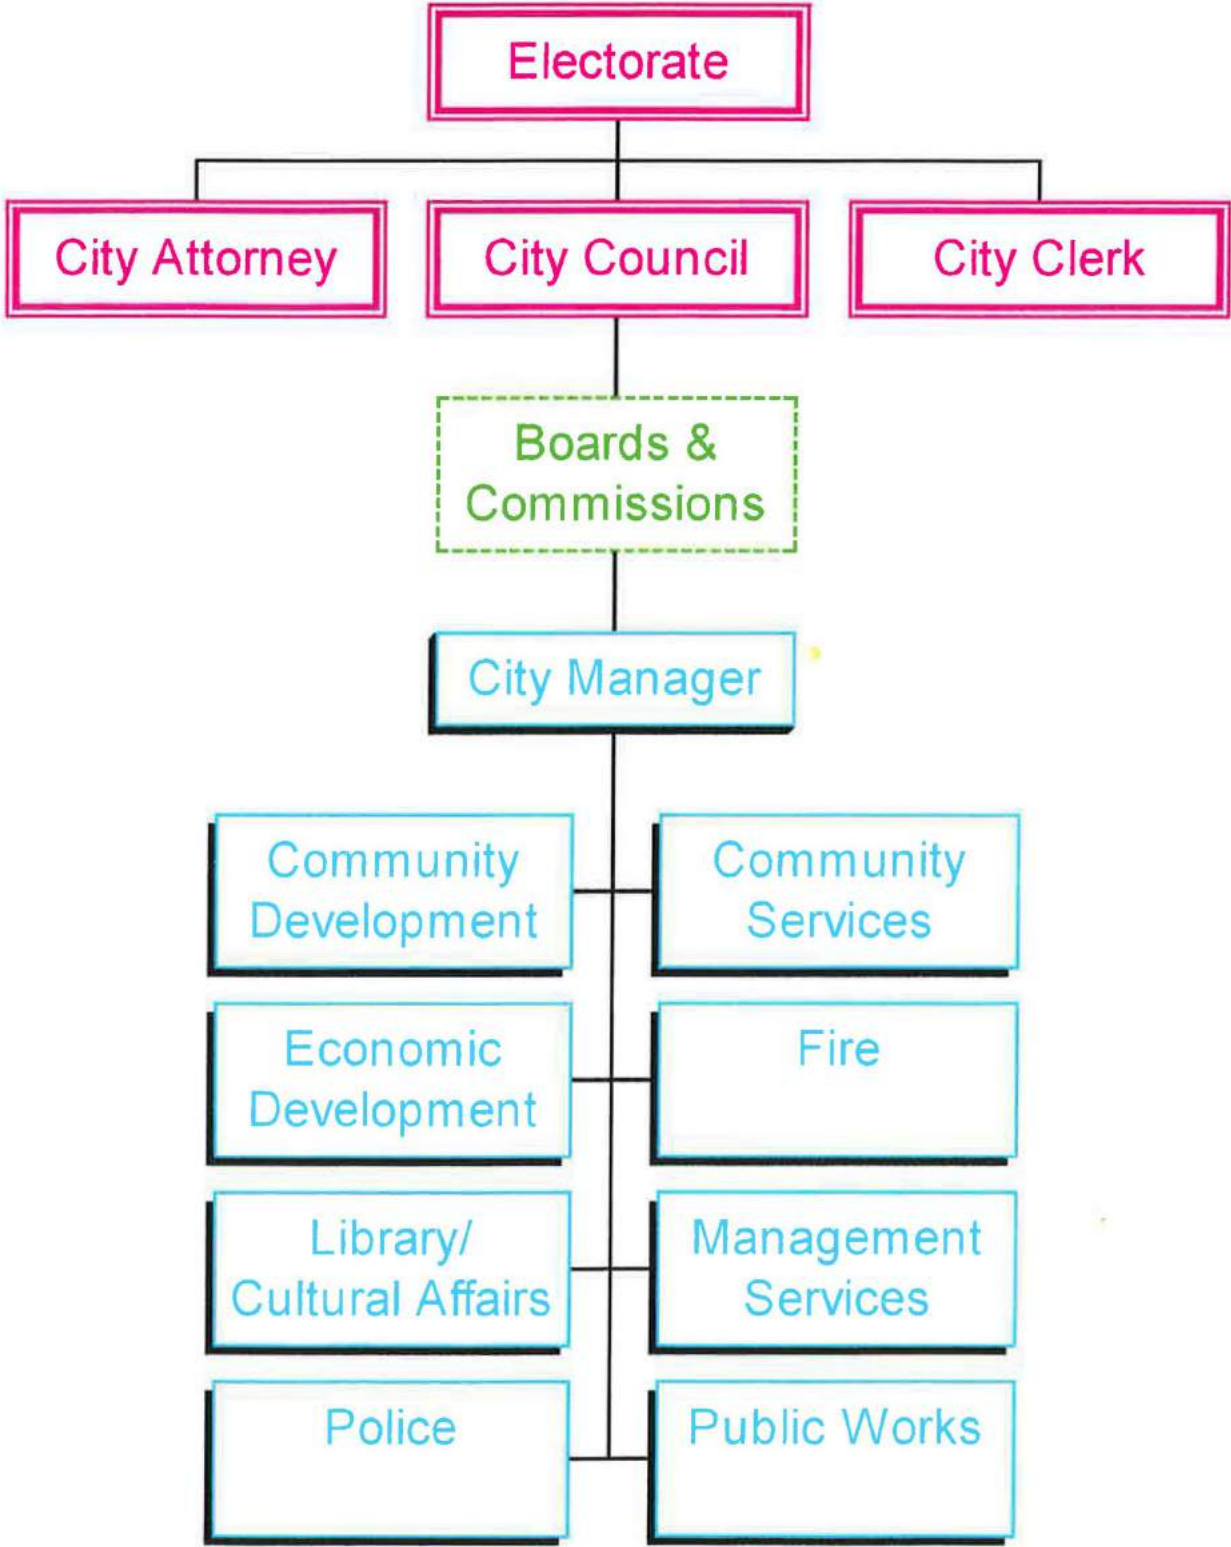 Electorate
City Attorney
City Council
City Clerk
Boards &
Commissions
City Manager
Community
Development
Community
Services
Economic
Development
Fire
Library/
Cultural Affairs
Management
Services
Police
Public Works